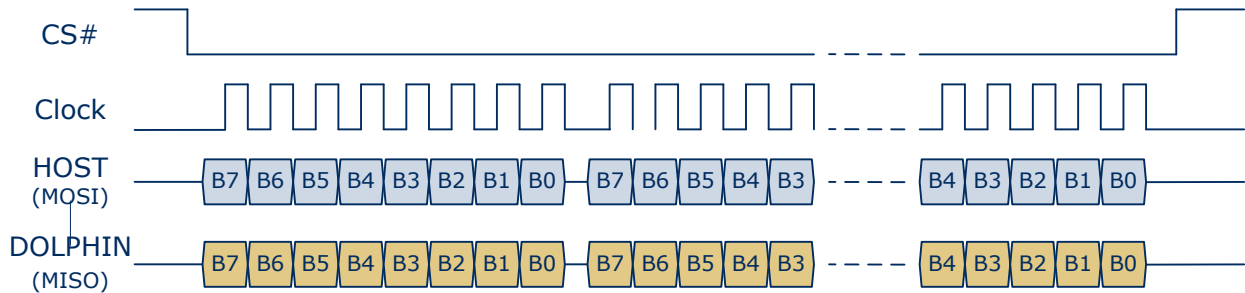 CS#
Clock
HOST
(MOSI)
B7 B6 B5 B4 B3 B2 B1 B0 B7 B6 B5 B4 B3 B4 B3 B2 B1 B0
DOLPHIN
(MISO)
B7 B6 B5 B4 B3 B2 B1 B0 B7 B6 B5 B4 B3 B4 B3 B2 B1 B0